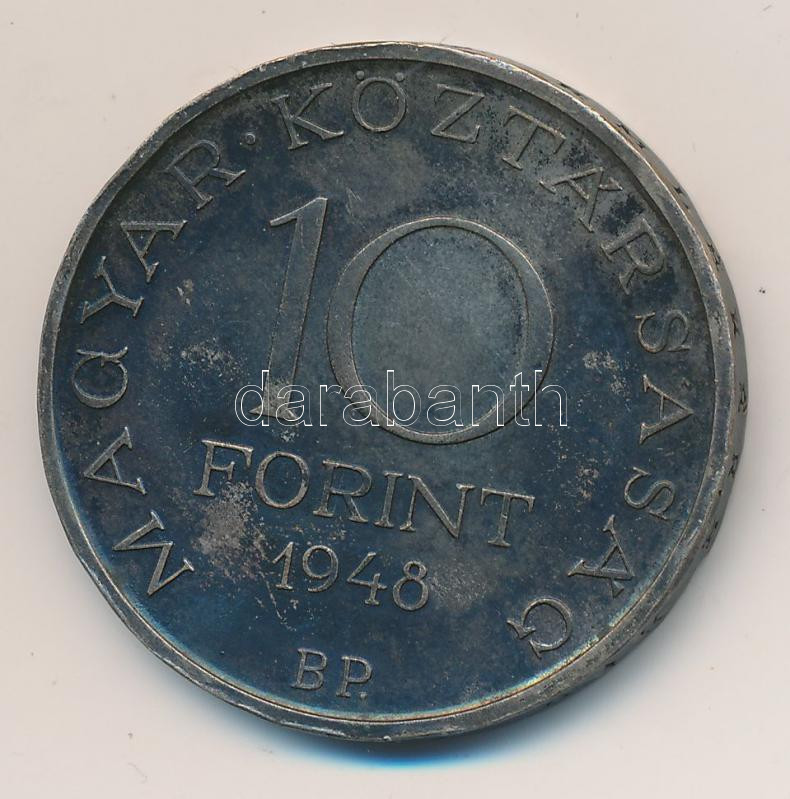 MAGYAR · KÖZTÁRSASÁG
10
darabanth
FORINT
1948
BP.